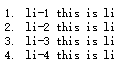 1. li-1 this is li
2. li-2 this is li
3. li-3 this is li
4. li-4 this is li